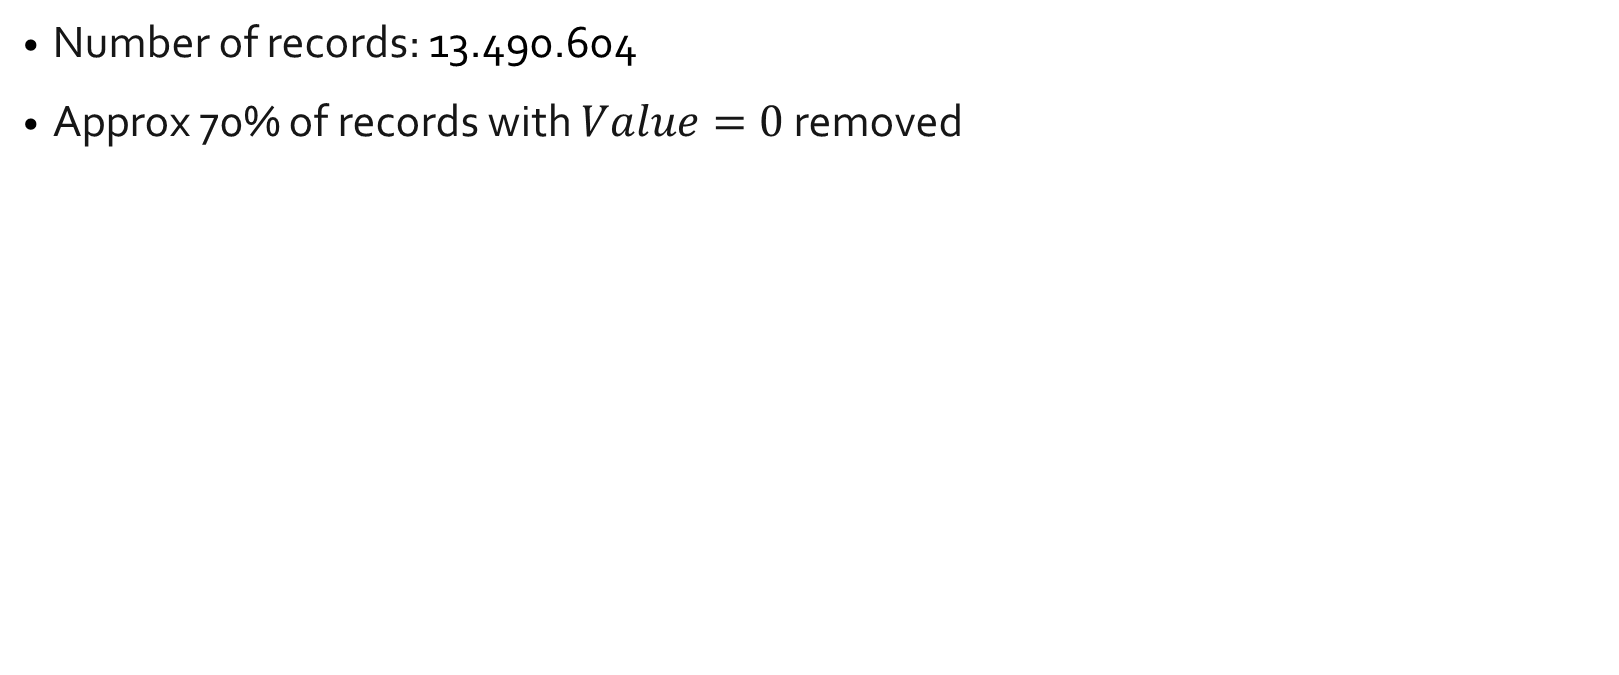 • Number of records: 13.490.604
• Approx 70% of records with Value = 0 removed